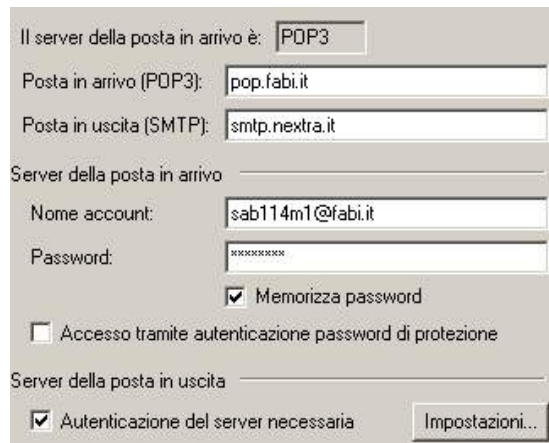 Il server della posta in arrivo è: POP3
Posta in arrivo (POP3): pop.fabi.it
Posta in uscita (SMTP): smtp.nextra.it
Server della posta in arrivo
Nome account: sab114m1@fabi.it
Password: ********
Memorizza password
Accesso tramite autenticazione password di protezione
Server della posta in uscita
Autenticazione del server necessaria Impostazioni...